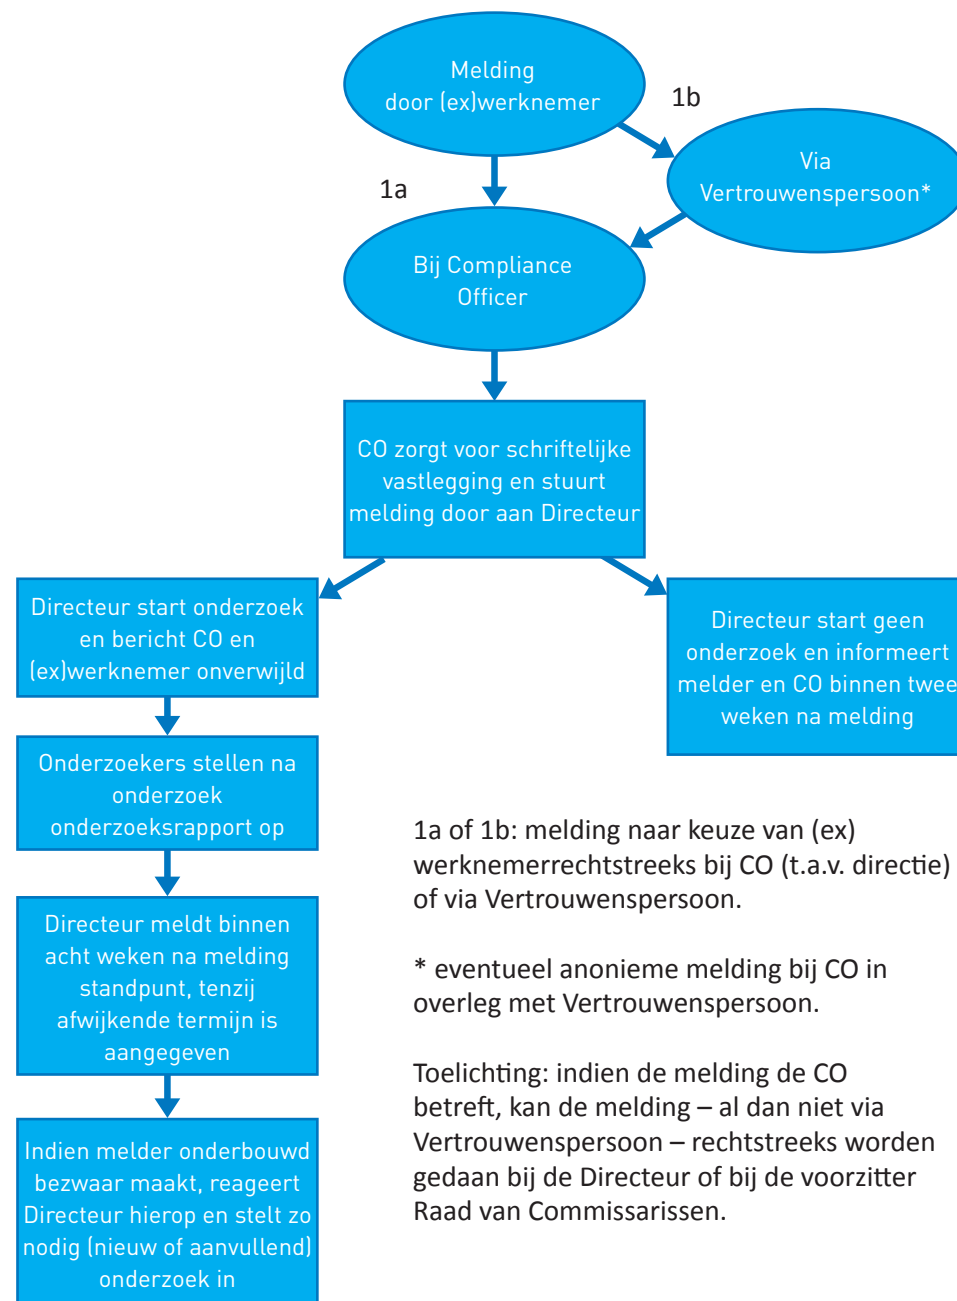 Melding
door (ex)werknemer
1b
Via
Vertrouwenspersoon*
1a
Bij Compliance
Officer
CO zorgt voor schriftelijke
vastlegging en stuurt
melding door aan Directeur
Directeur start onderzoek
en bericht CO en
(ex)werknemer onverwijld
Directeur start geen
onderzoek en informeert
melder en CO binnen twee
weken na melding
Onderzoekers stellen na
onderzoek
onderzoeksrapport op
Directeur meldt binnen
acht weken na melding
standpunt, tenzij
afwijkende termijn is
aangegeven
Indien melder onderbouwd
bezwaar maakt, reageert
Directeur hierop en stelt zo
nodig (nieuw of aanvullend)
onderzoek in
1a of 1b: melding naar keuze van (ex)
werknemerrechtstreeks bij CO (t.a.v. directie)
of via Vertrouwenspersoon.
* eventueel anonieme melding bij CO in
overleg met Vertrouwenspersoon.
Toelichting: indien de melding de CO
betreft, kan de melding – al dan niet via
Vertrouwenspersoon – rechtstreeks worden
gedaan bij de Directeur of bij de voorzitter
Raad van Commissarissen.